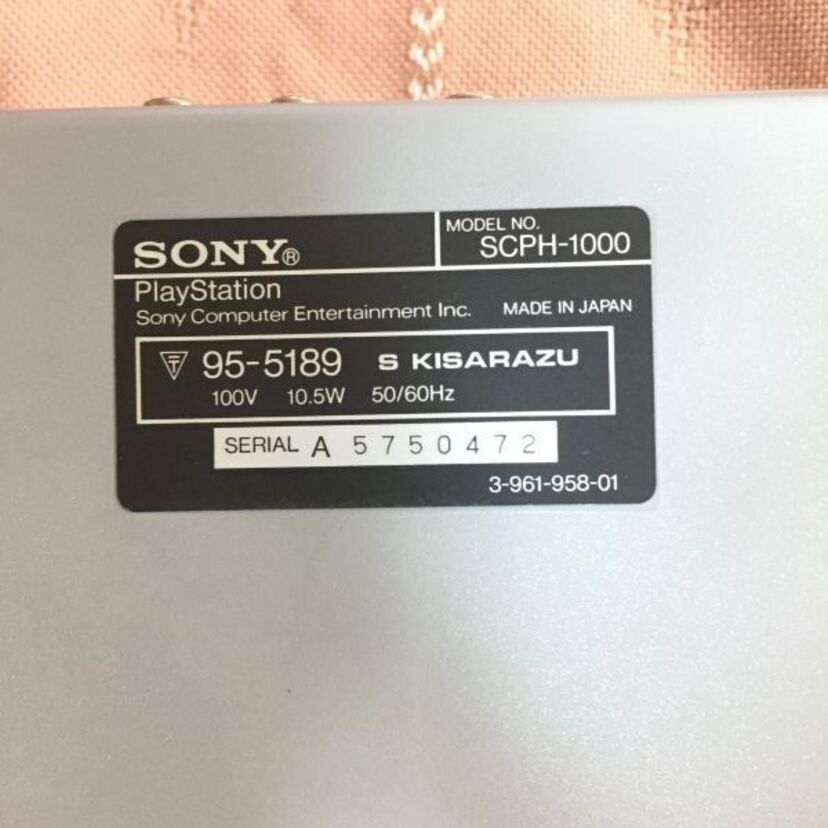 SONY®
MODEL NO.
SCPH-1000
PlayStation
Sony Computer Entertainment Inc. MADE IN JAPAN
95-5189 S KISARAZU
100V 10.5W 50/60Hz
SERIAL A 5750472
3-961-958-01